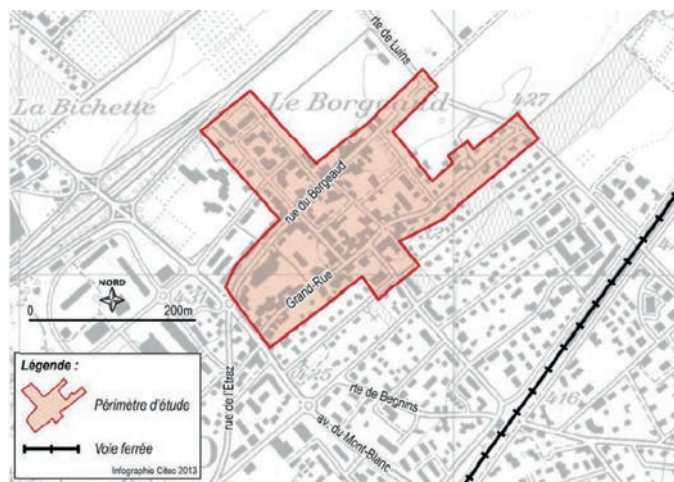 rte de Luins
La Bichette
Le Borgeaud
427
rue du Borgeaud
Grand-Rue
NORD
0 200m
Légende :
Périmètre d'étude
Voie ferrée
Infographie Citec 2013
rue de l'Etraz
rte de Begnins
416
av. du Mont-Blanc